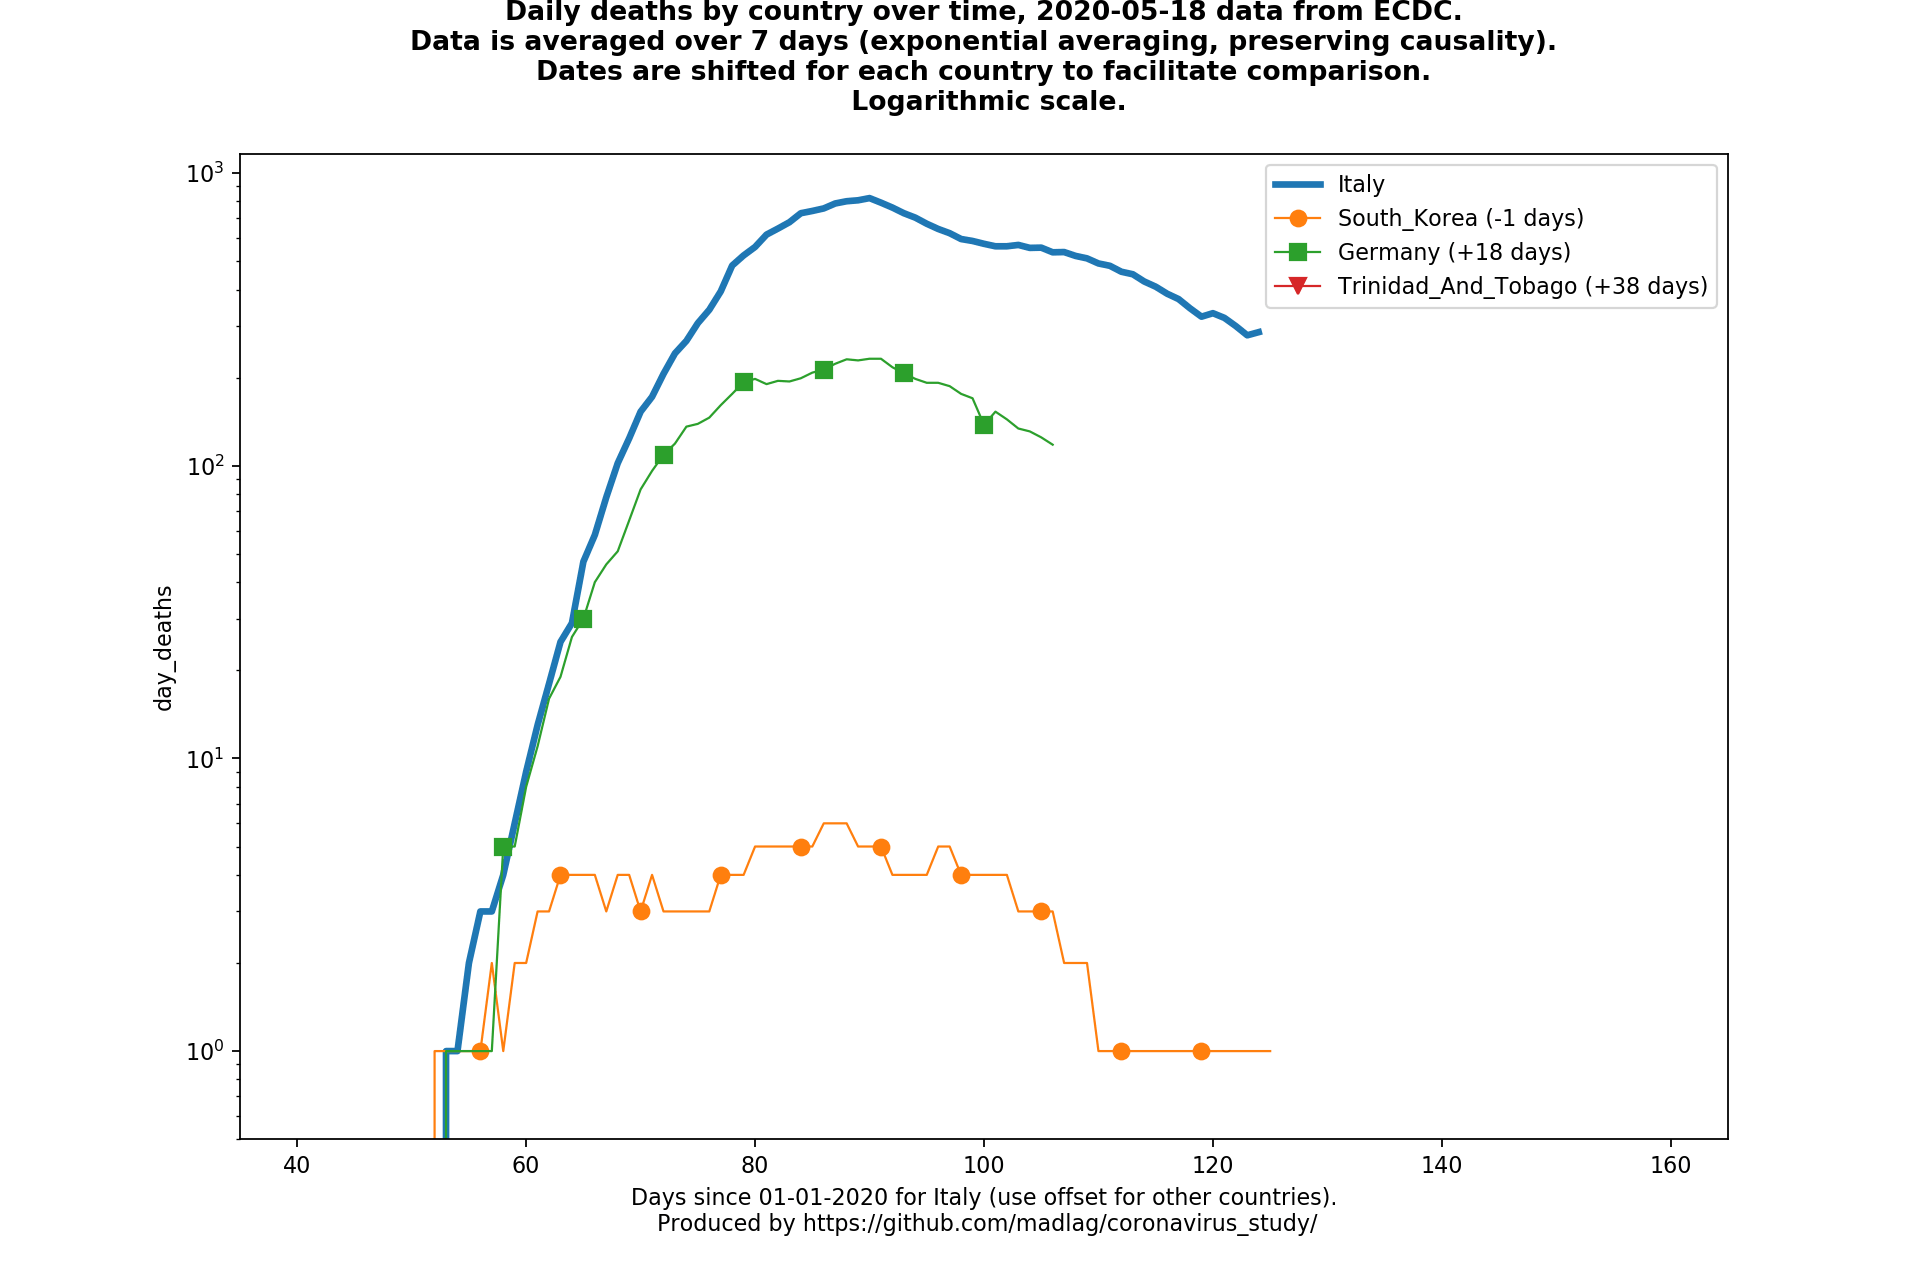 Daily deaths by country over time, 2020-05-18 data from ECDC.
Data is averaged over 7 days (exponential averaging, preserving causality).
Dates are shifted for each country to facilitate comparison.
Logarithmic scale.
10³
10²
10¹
10⁰
day_deaths
Italy
South_Korea (-1 days)
Germany (+18 days)
Trinidad_And_Tobago (+38 days)
40 60 80 100 120 140 160
Days since 01-01-2020 for Italy (use offset for other countries).
Produced by https://github.com/madlag/coronavirus_study/